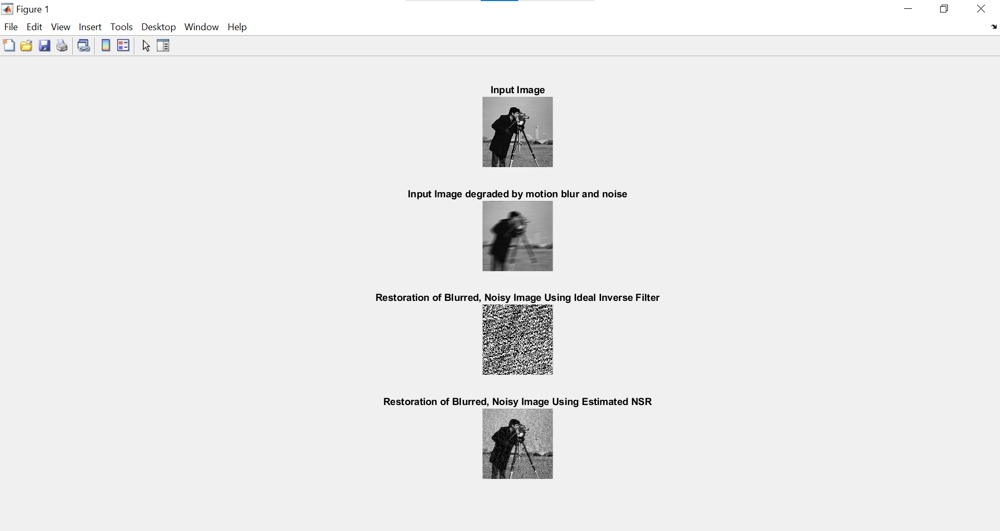 Figure 1
File Edit View Insert Tools Desktop Window Help
Input Image
Input Image degraded by motion blur and noise
Restoration of Blurred, Noisy Image Using Ideal Inverse Filter
Restoration of Blurred, Noisy Image Using Estimated NSR